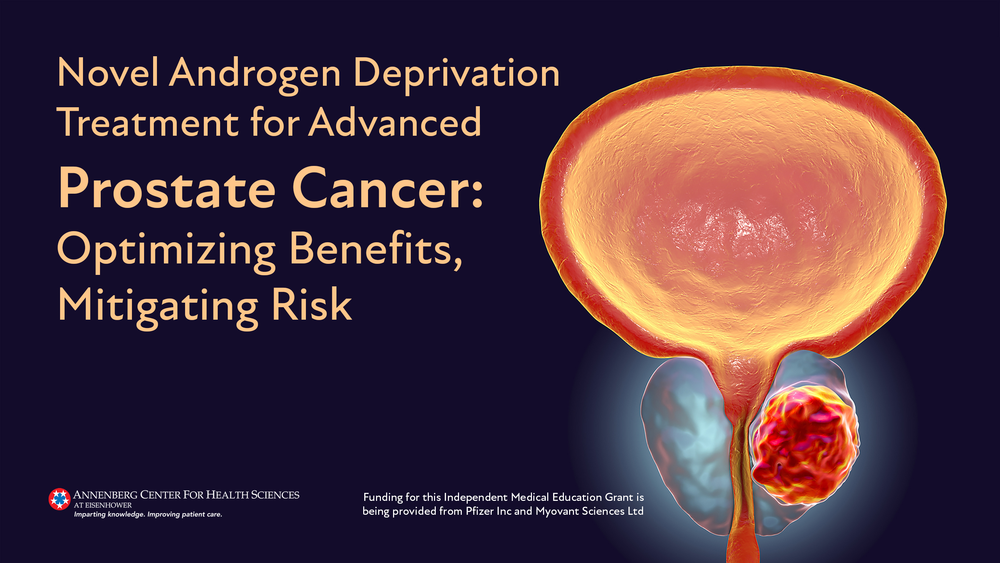 Novel Androgen Deprivation
Treatment for Advanced
Prostate Cancer:
Optimizing Benefits,
Mitigating Risk
ANNENBERG CENTER FOR HEALTH SCIENCES
AT EISENHOWER
Imparting knowledge. Improving patient care.
Funding for this Independent Medical Education Grant is
being provided from Pfizer Inc and Myovant Sciences Ltd